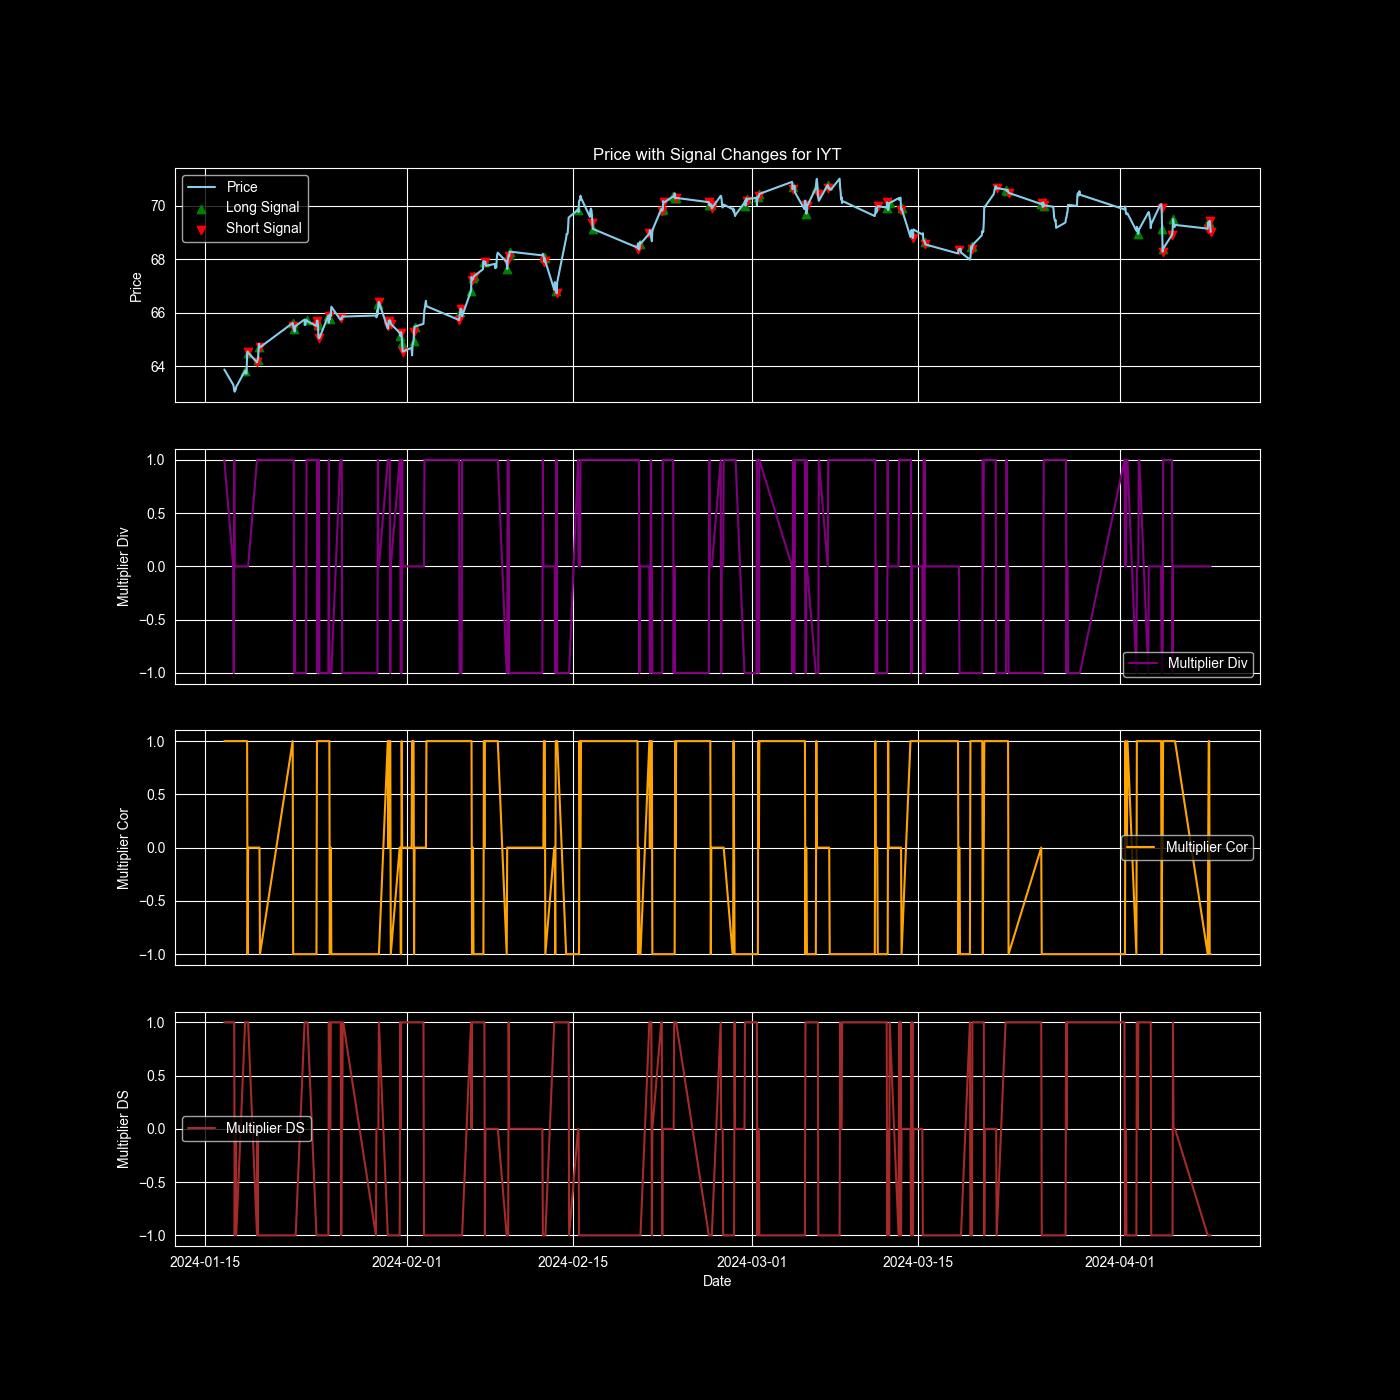 Price with Signal Changes for IYT
Price
Long Signal
Short Signal
70
68
66
64
Price
1.0
0.5
0.0
−0.5
−1.0
Multiplier Div
Multiplier Div
1.0
0.5
0.0
−0.5
−1.0
Multiplier Cor
Multiplier Cor
1.0
0.5
0.0
−0.5
−1.0
Multiplier DS
Multiplier DS
2024-01-15
2024-02-01
2024-02-15
2024-03-01
2024-03-15
2024-04-01
Date